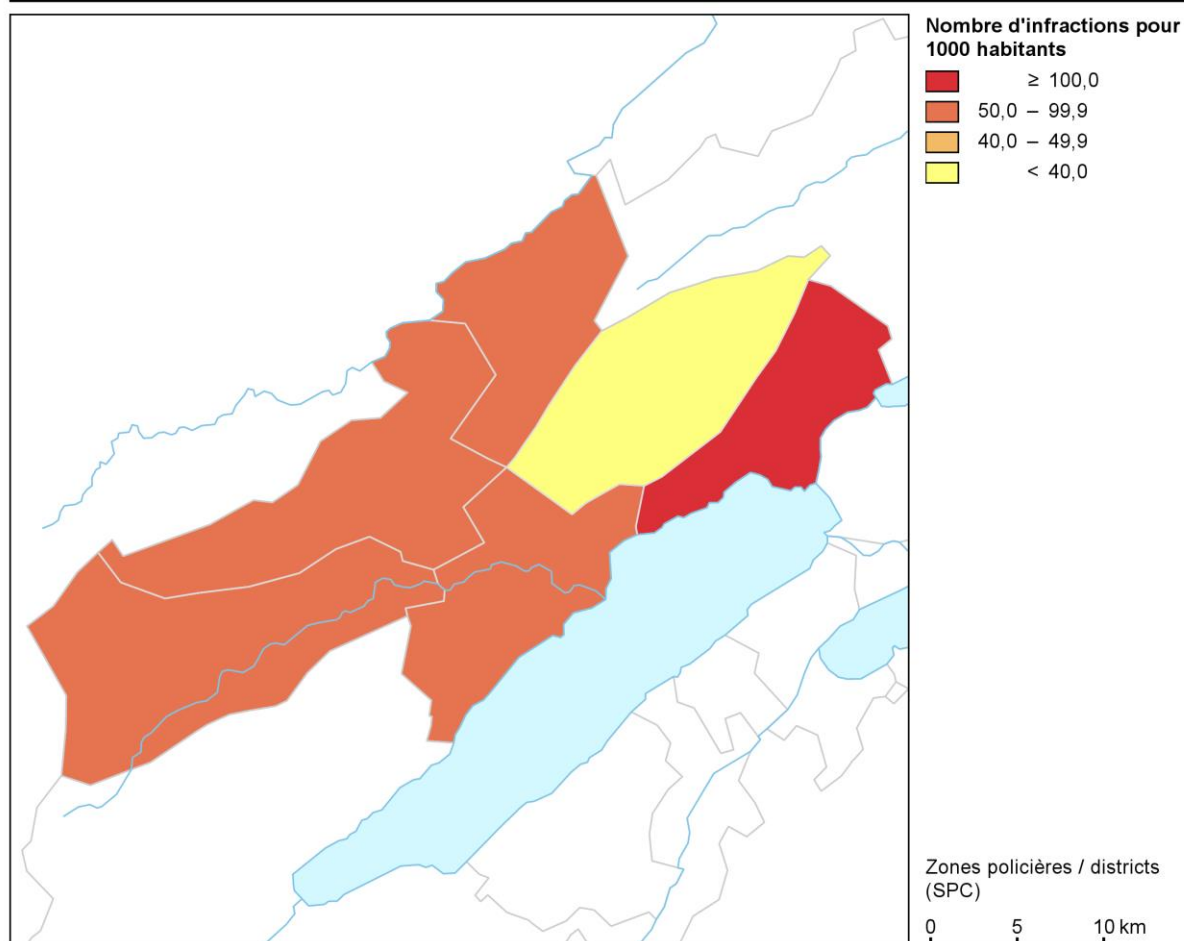 Nombre d'infractions pour
1000 habitants
≥ 100,0
50,0 – 99,9
40,0 – 49,9
< 40,0
Zones policières / districts
(SPC)
0 5 10 km